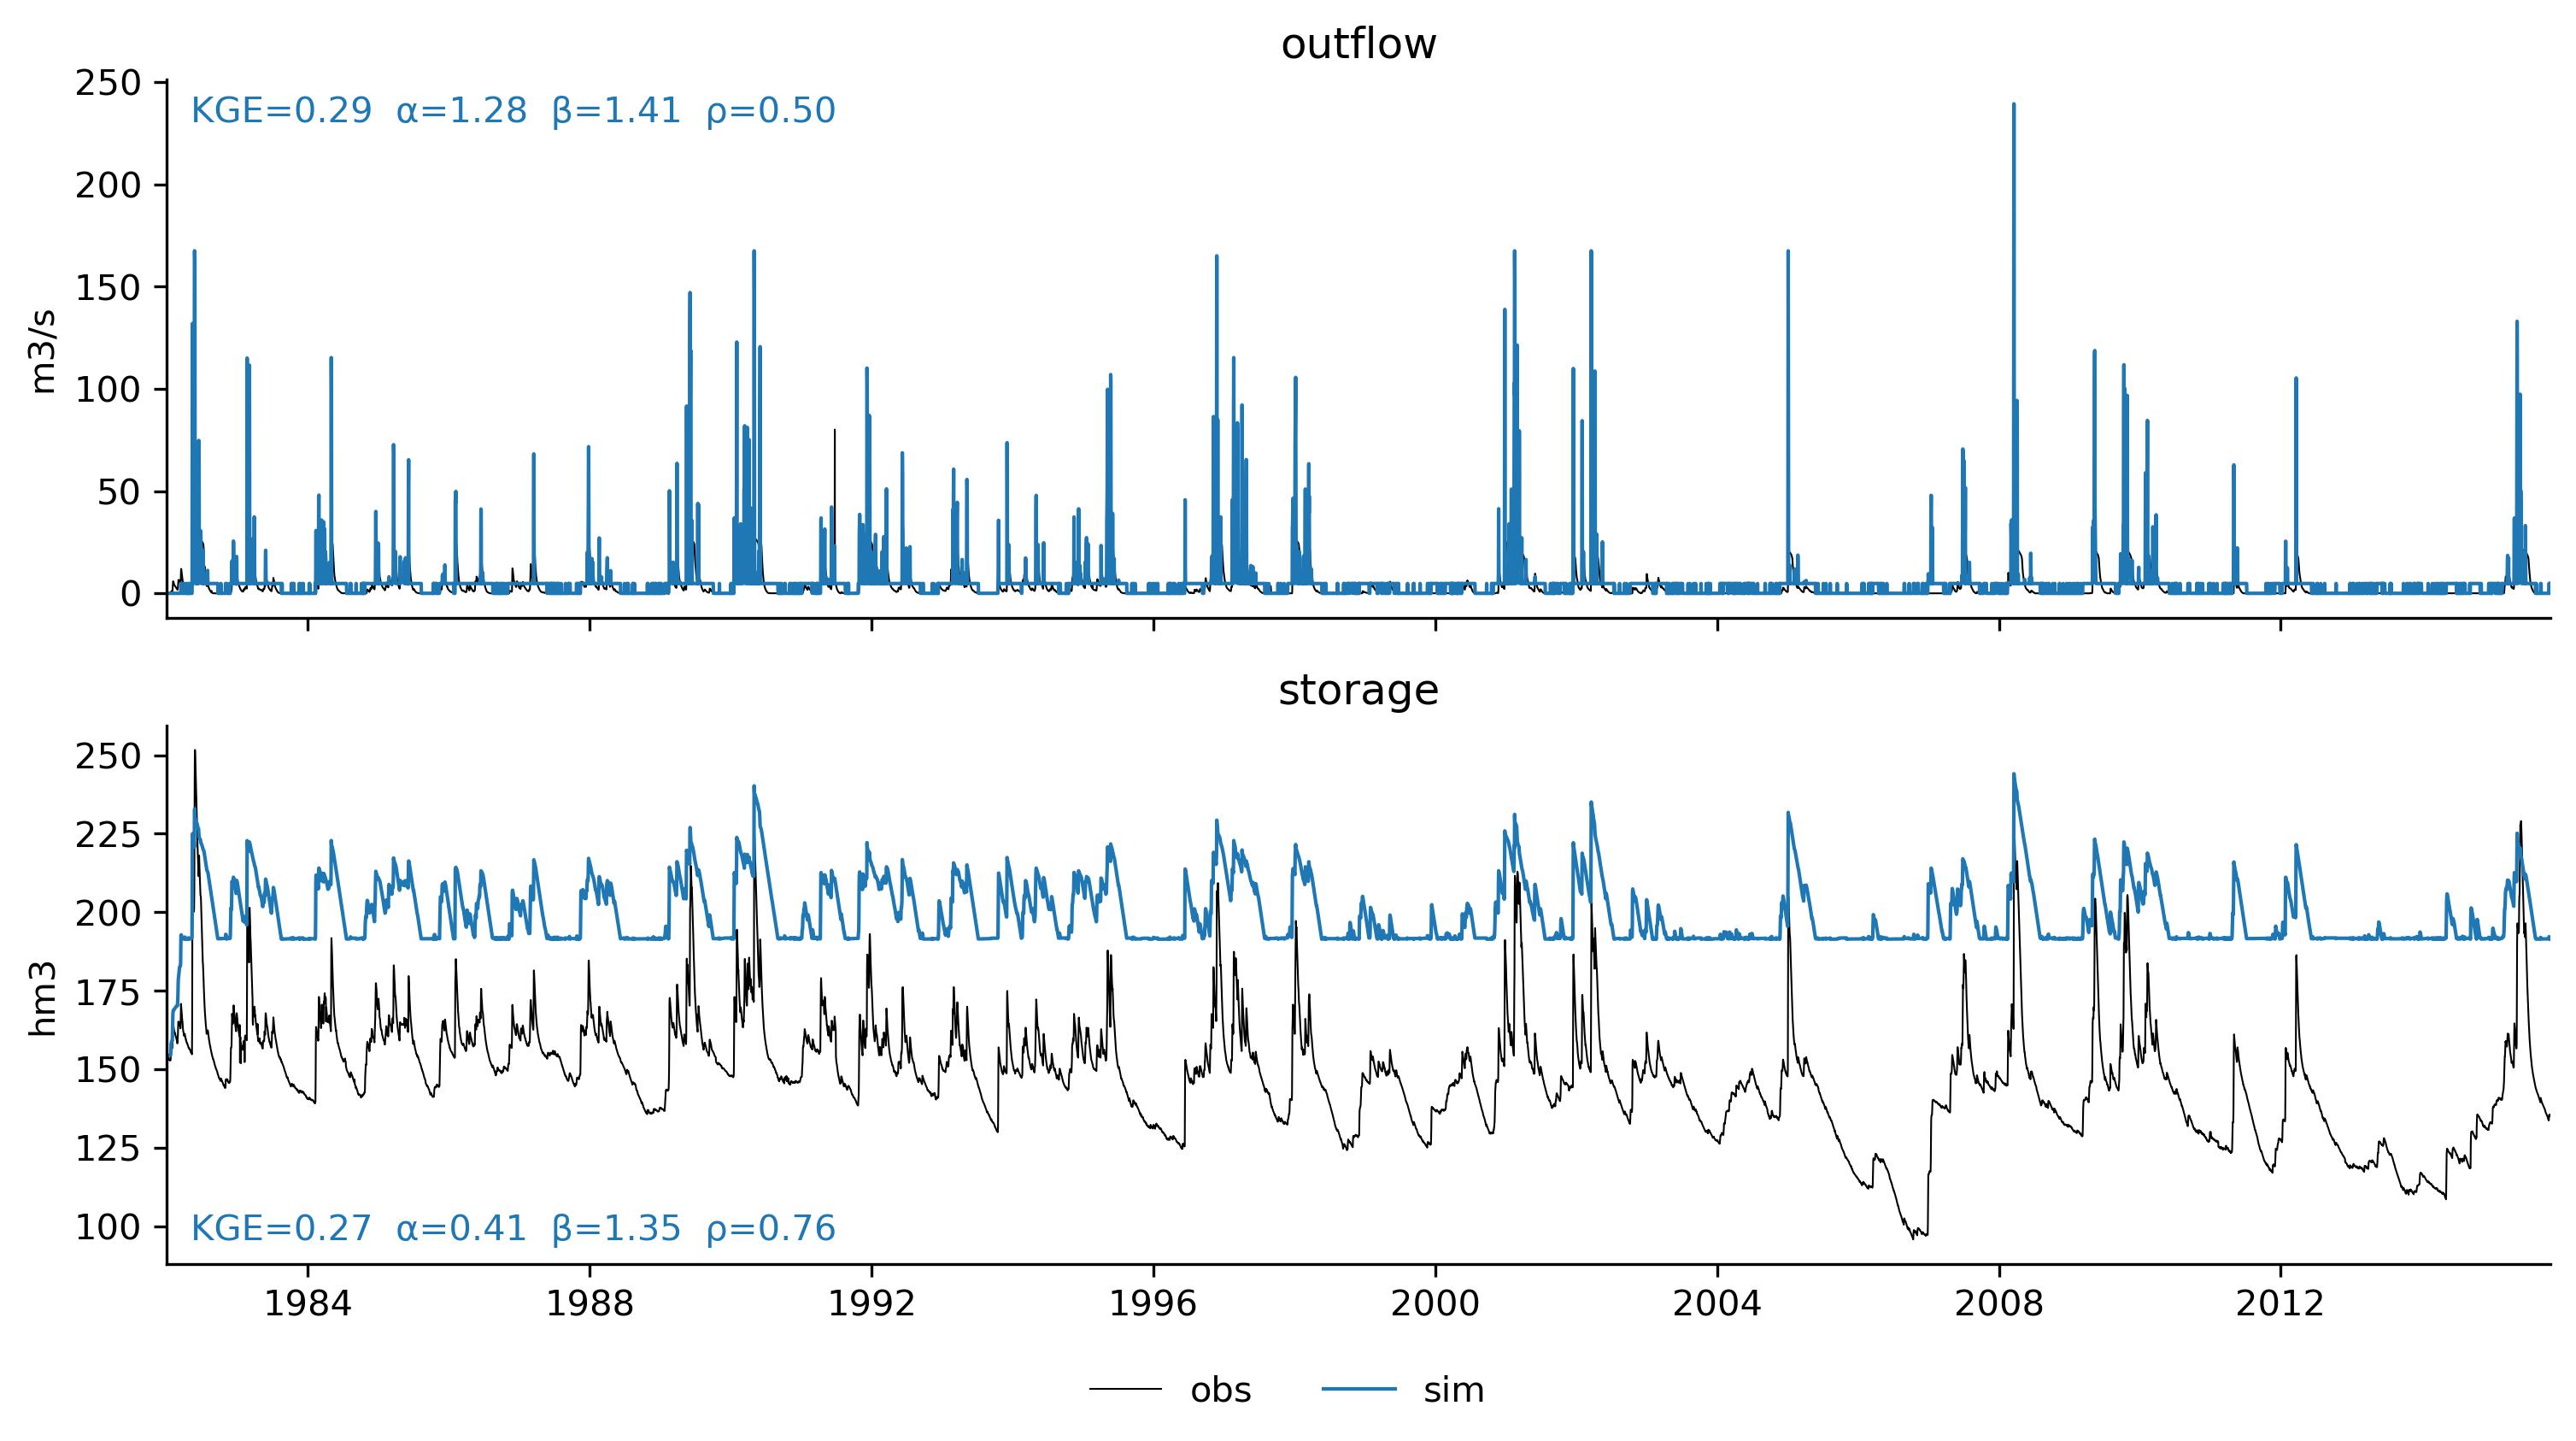 outflow
250
KGE=0.29 α=1.28 β=1.41 ρ=0.50
200
150
m3/s
100
50
0
storage
250
225
200
175
hm3
150
125
100
KGE=0.27 α=0.41 β=1.35 ρ=0.76
1984 1988 1992 1996 2000 2004 2008 2012
obs sim